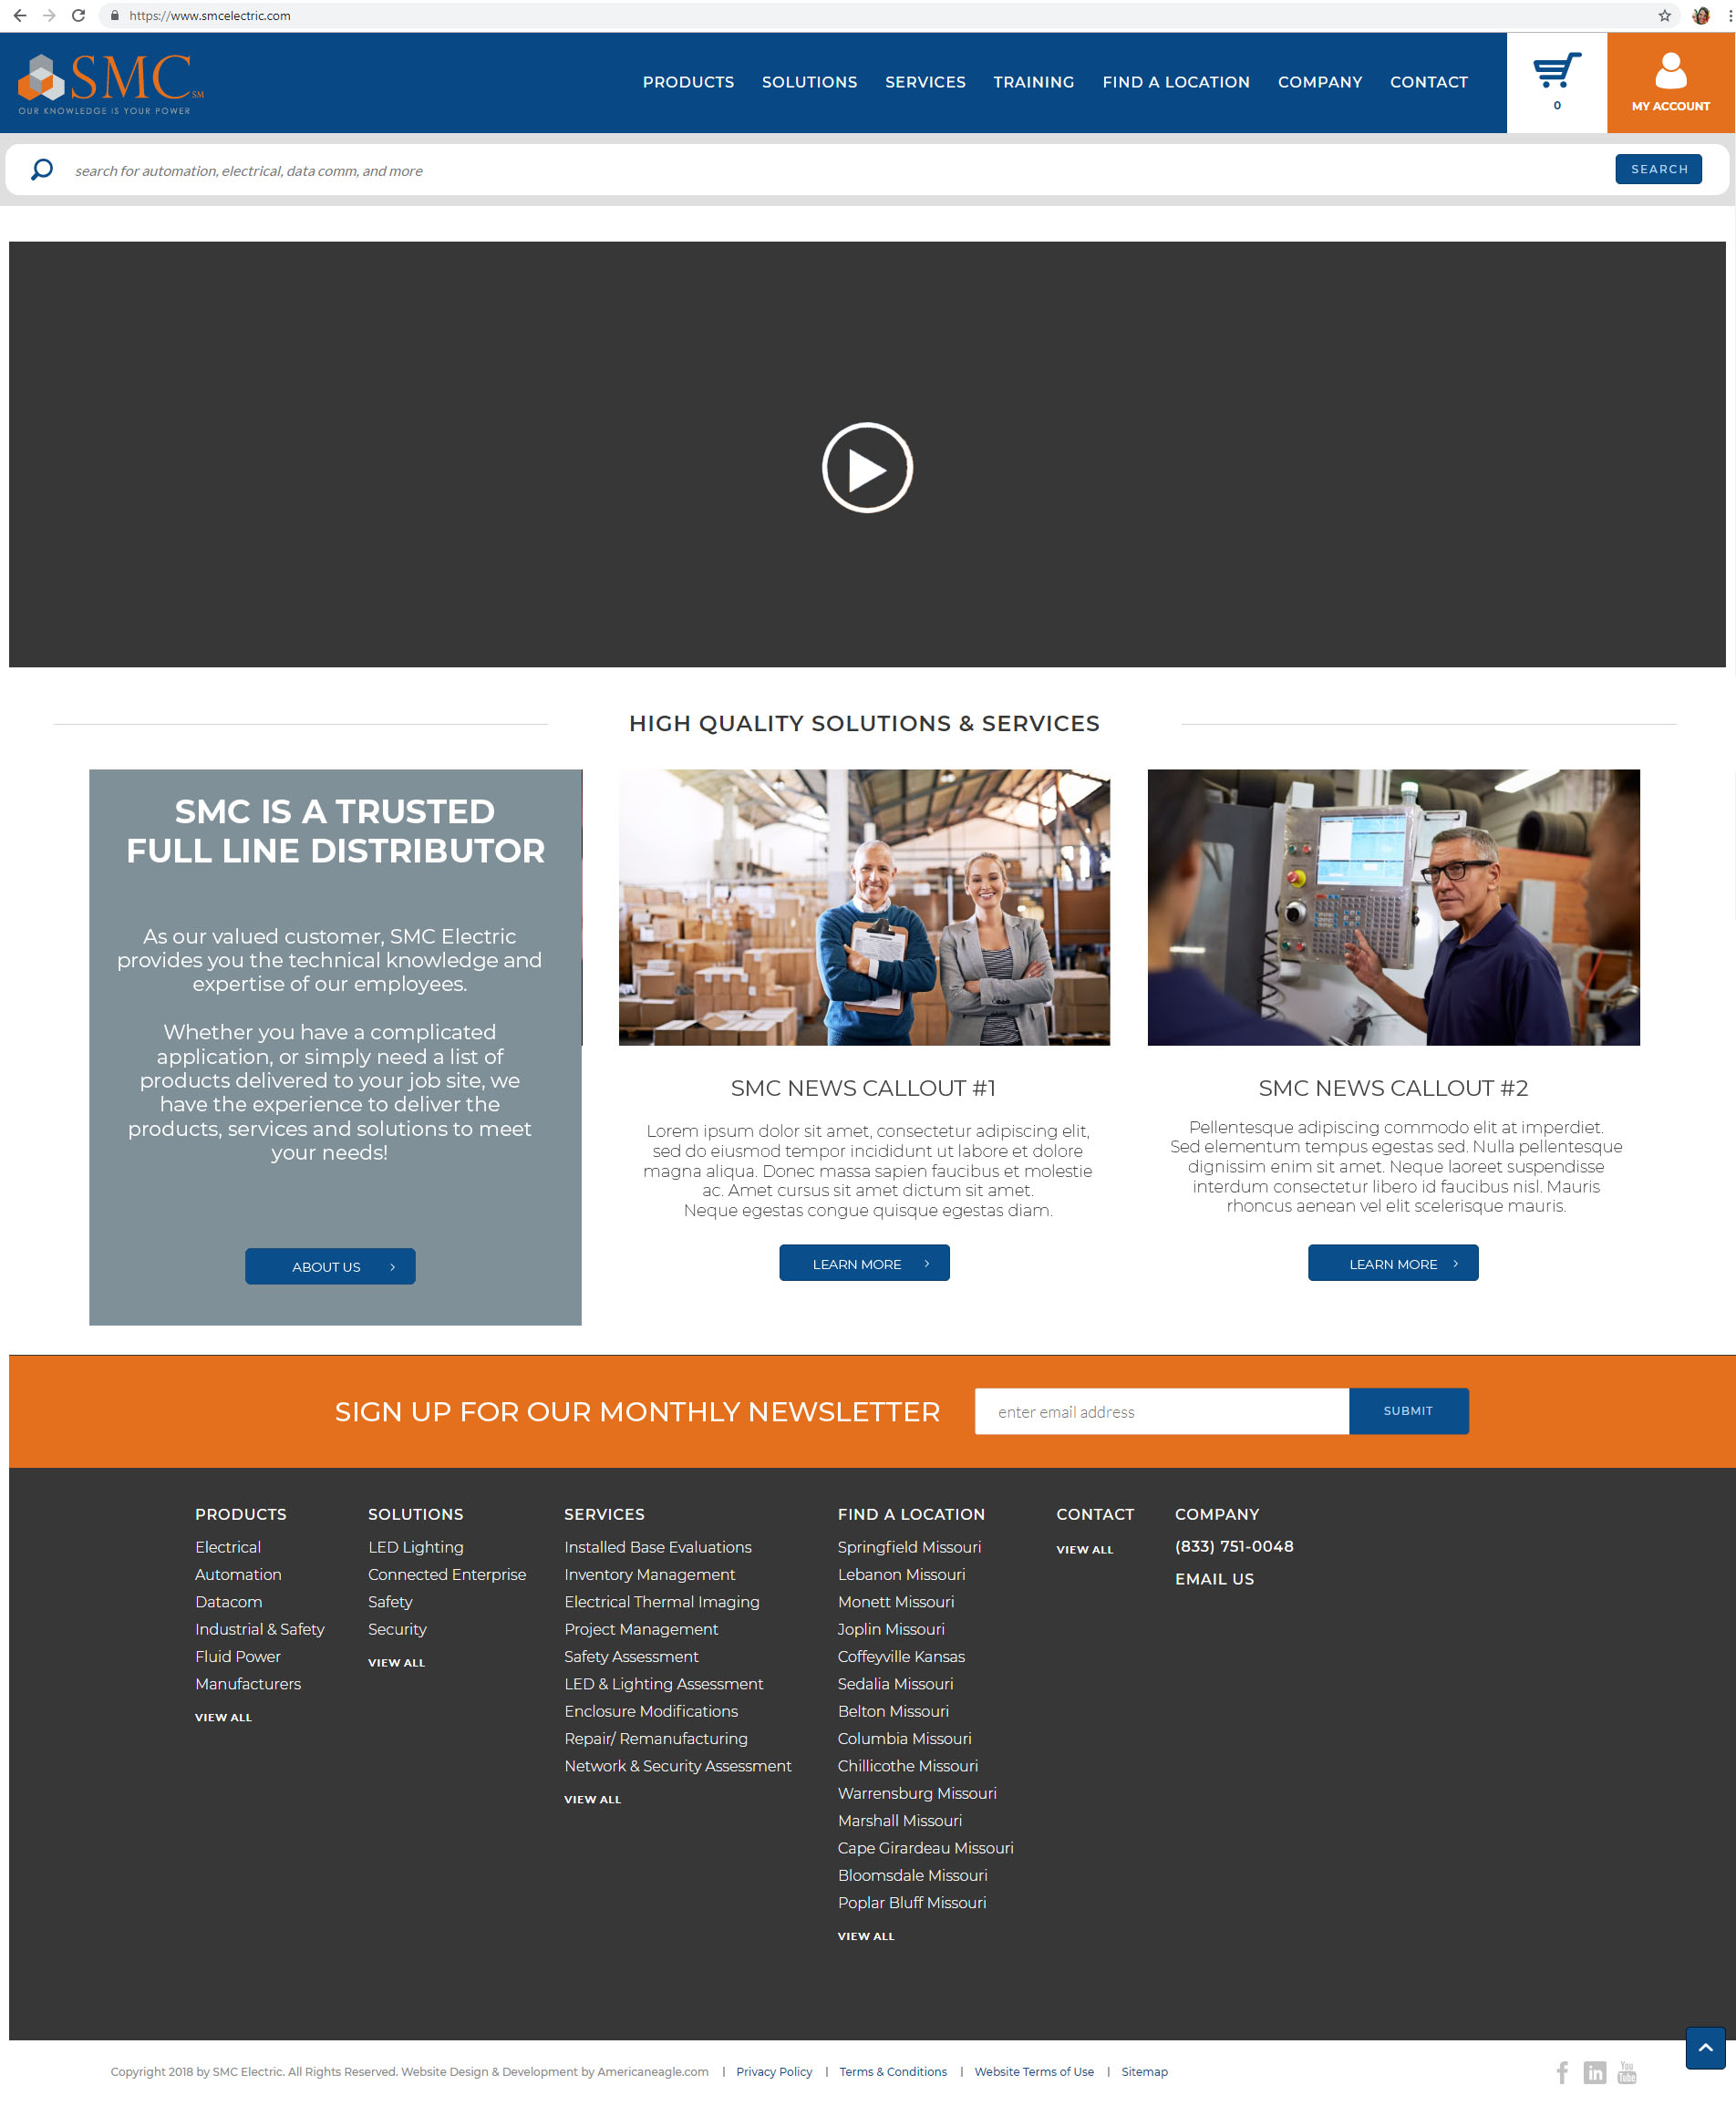 https://www.smcelectric.com
SMC SM
OUR KNOWLEDGE IS YOUR POWER
PRODUCTS SOLUTIONS SERVICES TRAINING FIND A LOCATION COMPANY CONTACT
0
MY ACCOUNT
search for automation, electrical, data comm, and more
SEARCH
HIGH QUALITY SOLUTIONS & SERVICES
SMC IS A TRUSTED
FULL LINE DISTRIBUTOR
As our valued customer, SMC Electric
provides you the technical knowledge and
expertise of our employees.
Whether you have a complicated
application, or simply need a list of
products delivered to your job site, we
have the experience to deliver the
products, services and solutions to meet
your needs!
ABOUT US
SMC NEWS CALLOUT #1
Lorem ipsum dolor sit amet, consectetur adipiscing elit,
sed do eiusmod tempor incididunt ut labore et dolore
magna aliqua. Donec massa sapien faucibus et molestie
ac. Amet cursus sit amet dictum sit amet.
Neque egestas congue quisque egestas diam.
LEARN MORE
SMC NEWS CALLOUT #2
Pellentesque adipiscing commodo elit at imperdiet.
Sed elementum tempus egestas sed. Nulla pellentesque
dignissim enim sit amet. Neque laoreet suspendisse
interdum consectetur libero id faucibus nisl. Mauris
rhoncus aenean vel elit scelerisque mauris.
LEARN MORE
SIGN UP FOR OUR MONTHLY NEWSLETTER
enter email address
SUBMIT
PRODUCTS
Electrical
Automation
Datacom
Industrial & Safety
Fluid Power
Manufacturers
VIEW ALL
SOLUTIONS
LED Lighting
Connected Enterprise
Safety
Security
VIEW ALL
SERVICES
Installed Base Evaluations
Inventory Management
Electrical Thermal Imaging
Project Management
Safety Assessment
LED & Lighting Assessment
Enclosure Modifications
Repair/ Remanufacturing
Network & Security Assessment
VIEW ALL
FIND A LOCATION
Springfield Missouri
Lebanon Missouri
Monett Missouri
Joplin Missouri
Coffeyville Kansas
Sedalia Missouri
Belton Missouri
Columbia Missouri
Chillicothe Missouri
Warrensburg Missouri
Marshall Missouri
Cape Girardeau Missouri
Bloomsdale Missouri
Poplar Bluff Missouri
VIEW ALL
CONTACT
VIEW ALL
COMPANY
(833) 751-0048
EMAIL US
Copyright 2018 by SMC Electric. All Rights Reserved. Website Design & Development by Americaneagle.com | Privacy Policy | Terms & Conditions | Website Terms of Use | Sitemap
f in You Tube